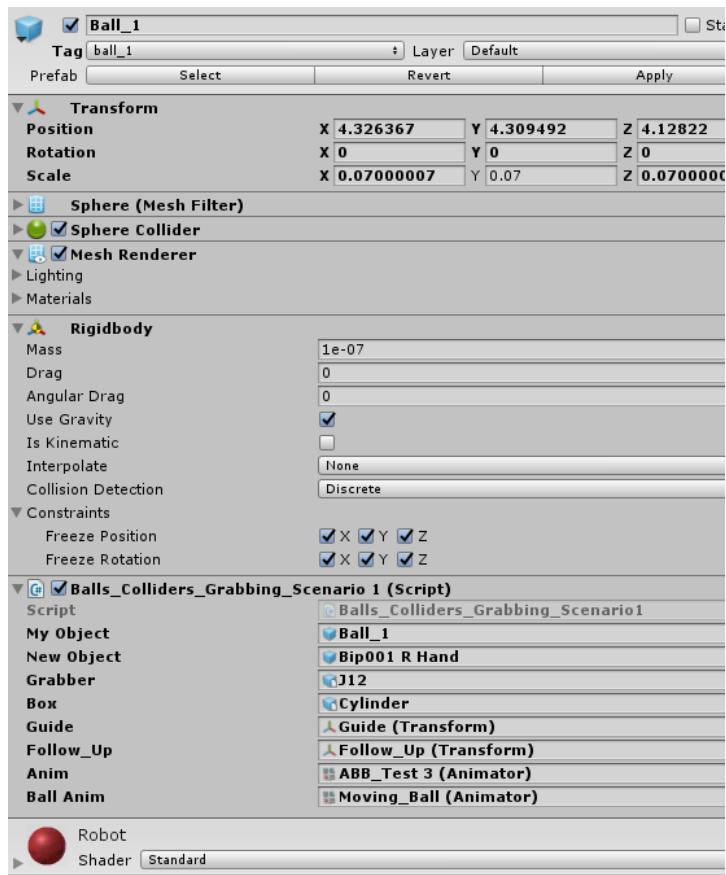 Ball_1 Sta
Tag ball_1 Layer Default
Prefab Select Revert Apply
Transform
Position X 4.326367 Y 4.309492 Z 4.12822
Rotation X 0 Y 0 Z 0
Scale X 0.07000007 Y 0.07 Z 0.0700000
Sphere (Mesh Filter)
Sphere Collider
Mesh Renderer
Lighting
Materials
Rigidbody
Mass 1e-07
Drag 0
Angular Drag 0
Use Gravity
Is Kinematic
Interpolate None
Collision Detection Discrete
Constraints
Freeze Position X Y Z
Freeze Rotation X Y Z
Balls_Colliders_Grabbing_Scenario 1 (Script)
Script Balls_Colliders_Grabbing_Scenario1
My Object Ball_1
New Object Bip001 R Hand
Grabber J12
Box Cylinder
Guide Guide (Transform)
Follow_Up Follow_Up (Transform)
Anim ABB_Test 3 (Animator)
Ball Anim Moving_Ball (Animator)
Robot
Shader Standard